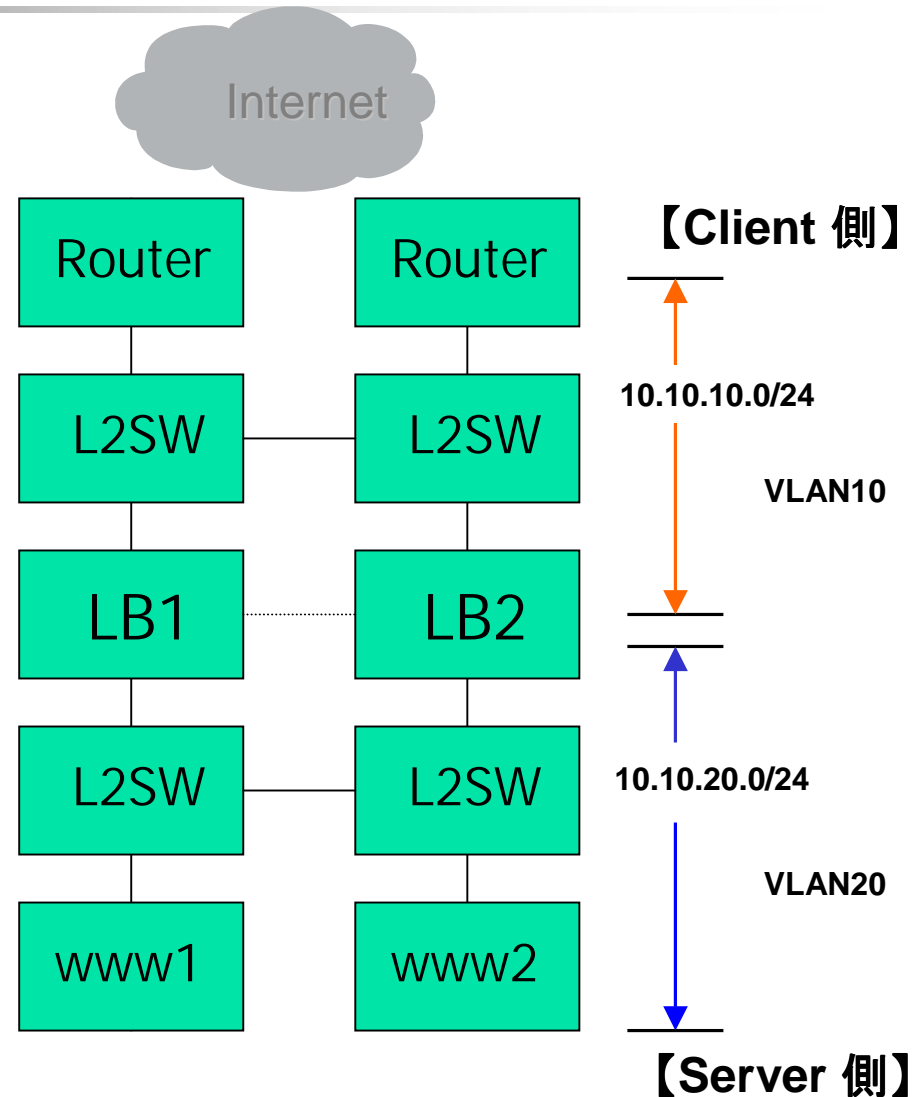 Internet
【Client 側】
Router Router
10.10.10.0/24
L2SW L2SW
VLAN10
LB1 LB2
10.10.20.0/24
L2SW L2SW
VLAN20
www1 www2
【Server 側】